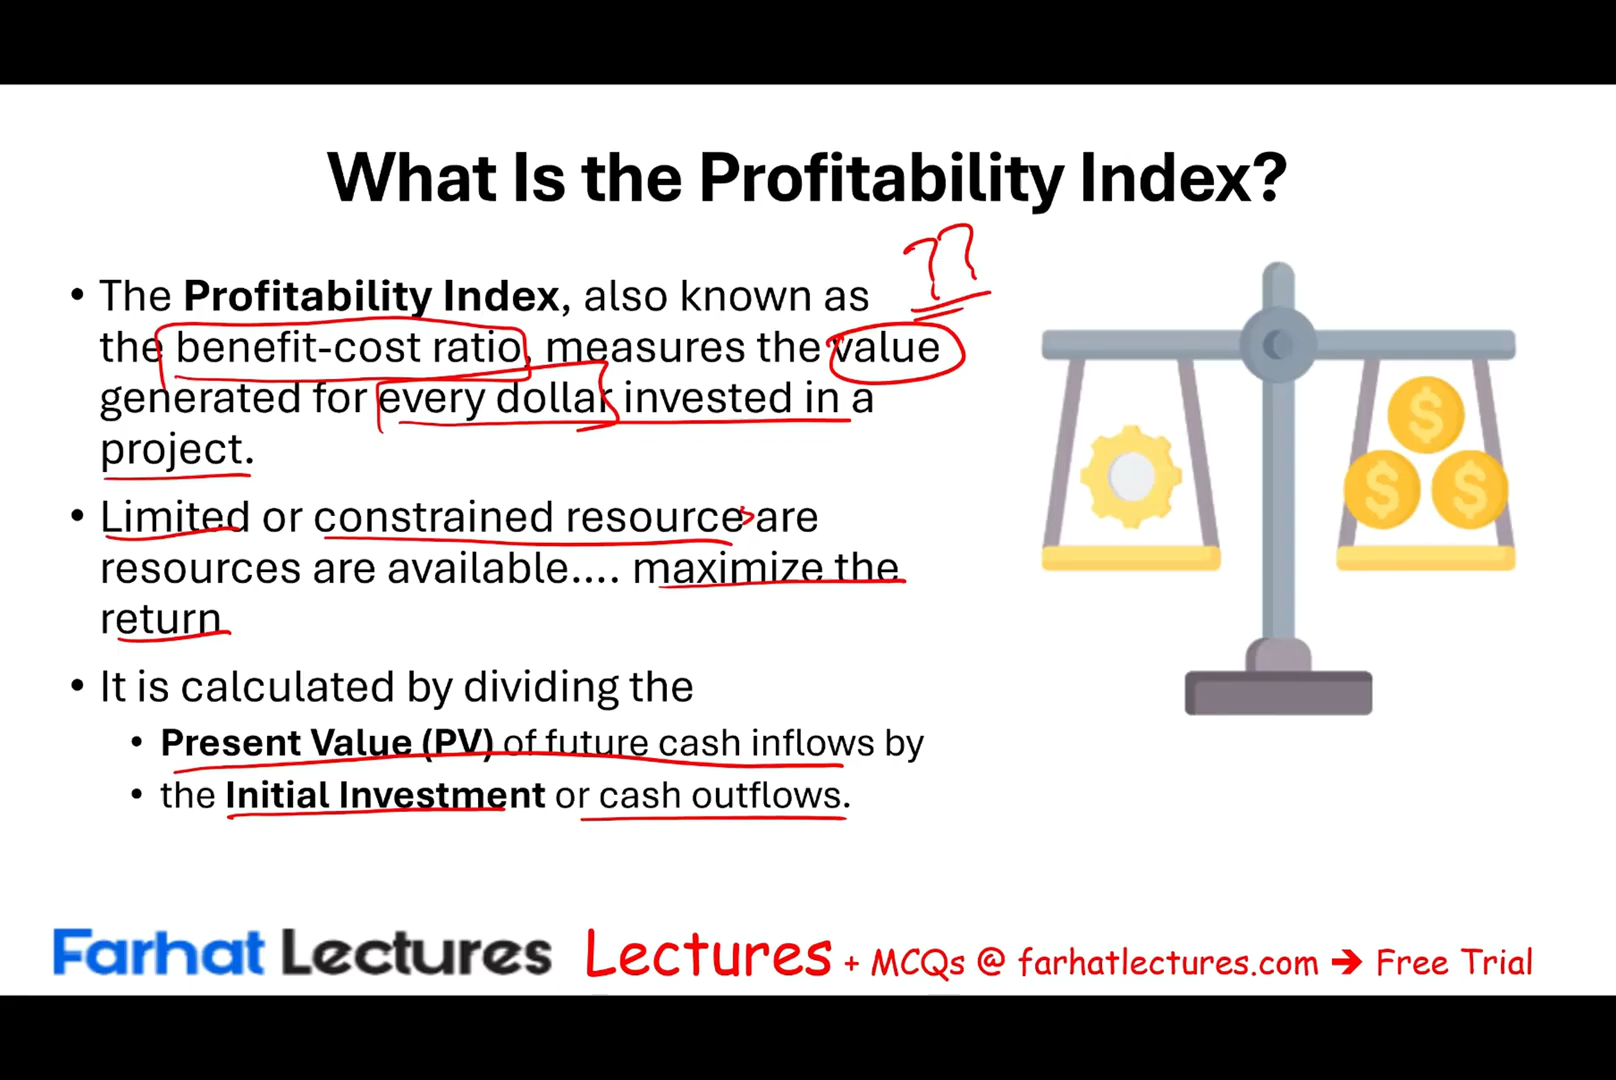 What Is the Profitability Index?
??
• The Profitability Index, also known as
the benefit-cost ratio, measures the value
generated for every dollar invested in a
project.
• Limited or constrained resource are
resources are available.... maximize the
return
• It is calculated by dividing the
• Present Value (PV) of future cash inflows by
• the Initial Investment or cash outflows.
Farhat Lectures Lectures + MCQs @ farhatlectures.com ➔ Free Trial